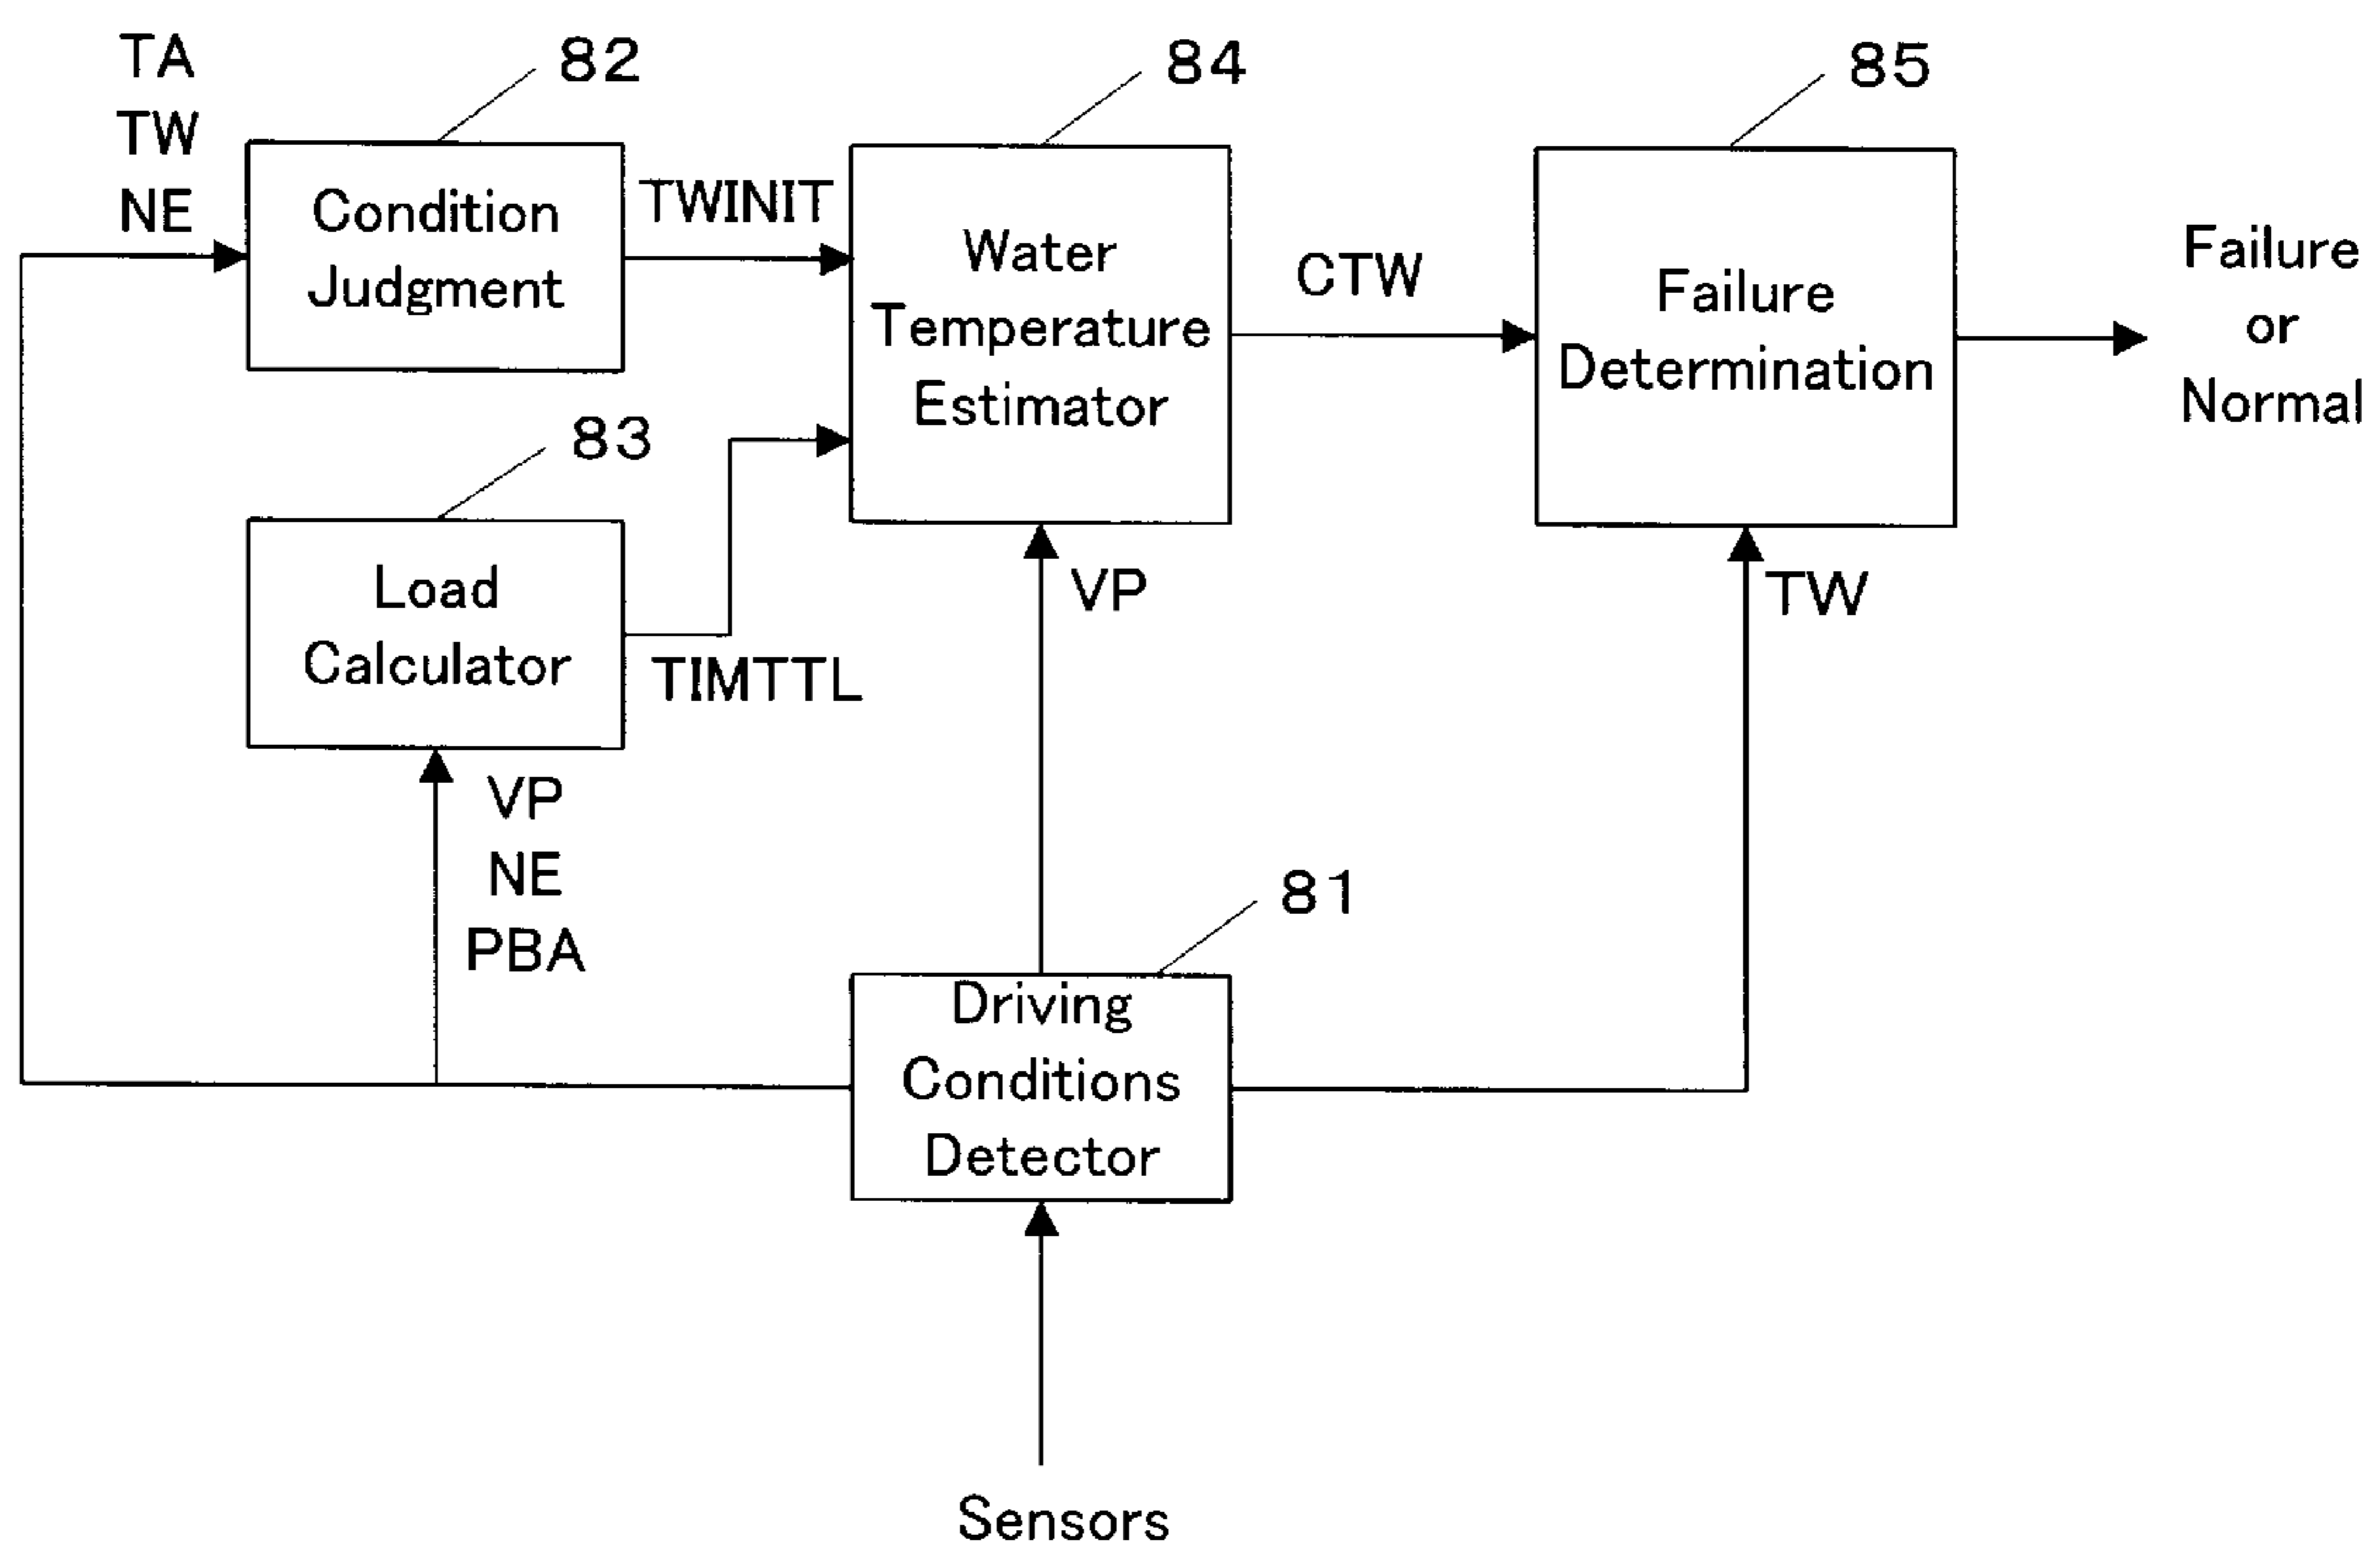 TA
TW
NE
82
Condition
Judgment
TWINIT
84
Water
Temperature
Estimator
CTW
85
Failure
Determination
Failure
or
Normal
83
Load
Calculator
TIMTTL
VP
TW
VP
NE
PBA
81
Driving
Conditions
Detector
Sensors